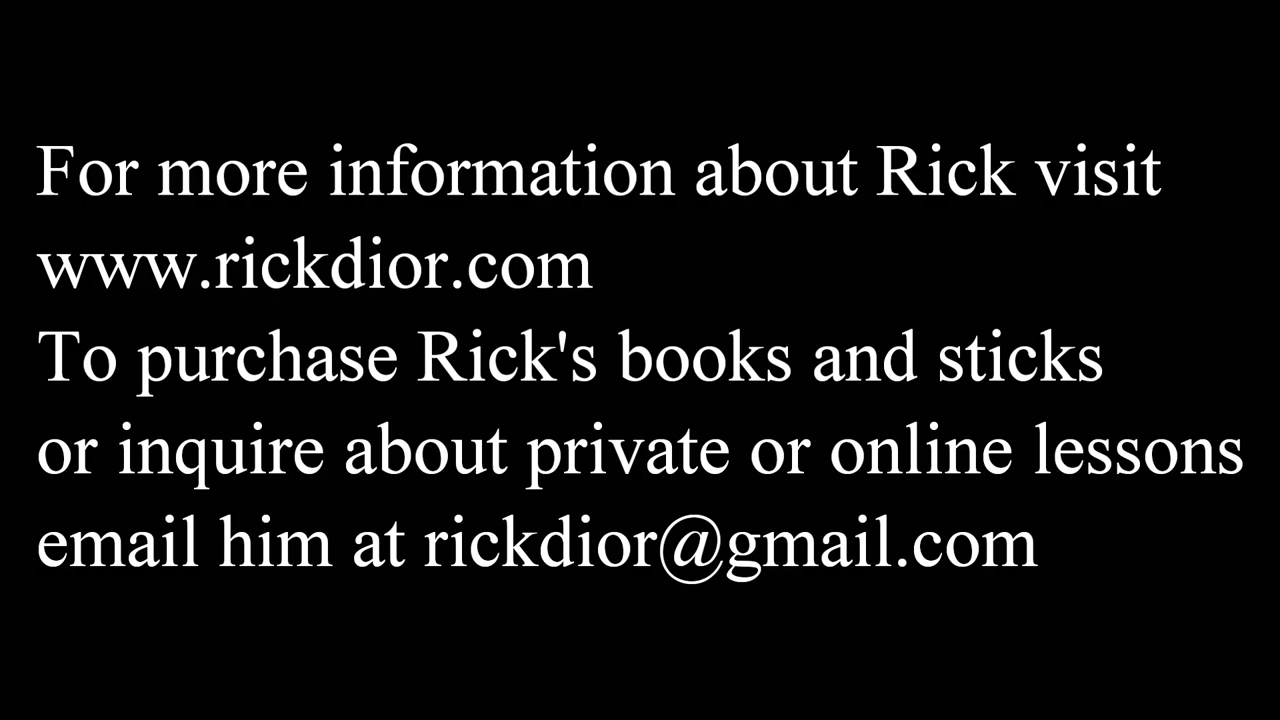 For more information about Rick visit
www.rickdior.com
To purchase Rick's books and sticks
or inquire about private or online lessons
email him at rickdior@gmail.com